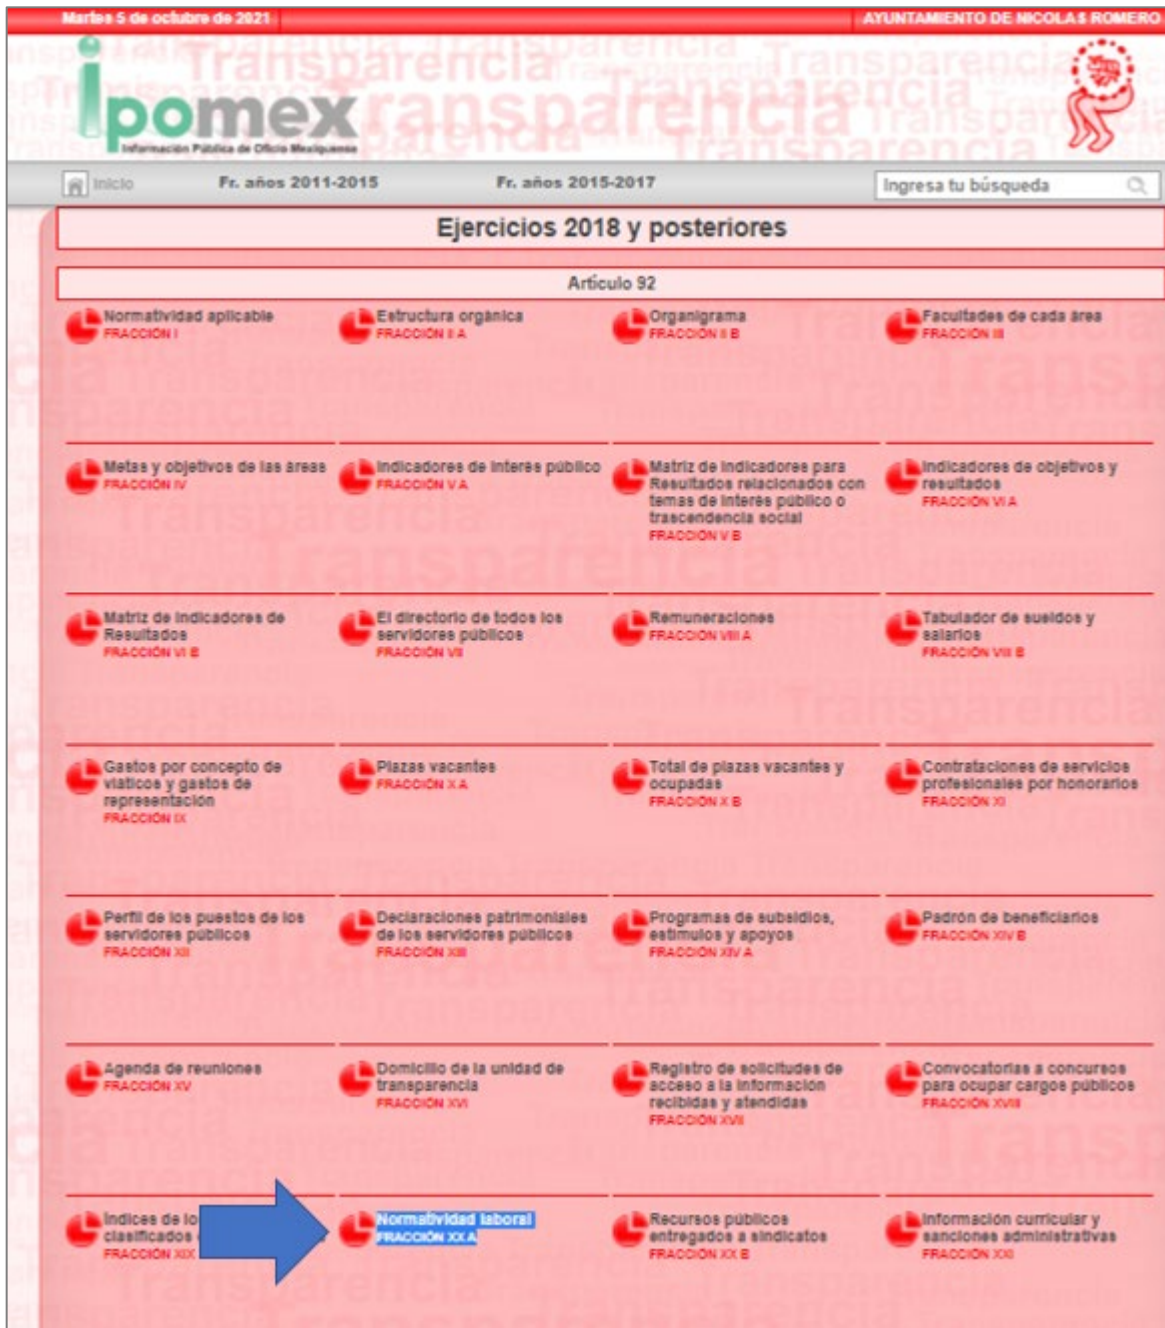 Martes 5 de octubre de 2021
AYUNTAMIENTO DE NICOLAS ROMERO
ipomex
Información Pública de Oficio Mexiquense
Inicio
Fr. años 2011-2015
Fr. años 2015-2017
Ingresa tu búsqueda
Ejercicios 2018 y posteriores
Artículo 92
Normatividad aplicable
FRACCIÓN I
Estructura orgánica
FRACCIÓN II A
Organigrama
FRACCIÓN II B
Facultades de cada área
FRACCIÓN III
Metas y objetivos de las áreas
FRACCIÓN IV
Indicadores de interés público
FRACCIÓN V A
Matriz de Indicadores para
Resultados relacionados con
temas de interés público o
trascendencia social
FRACCIÓN V B
Indicadores de objetivos y
resultados
FRACCIÓN VI A
Matriz de Indicadores de
Resultados
FRACCIÓN VI B
El directorio de todos los
servidores públicos
FRACCIÓN VII
Remuneraciones
FRACCIÓN VIII A
Tabulador de sueldos y
salarios
FRACCIÓN VIII B
Gastos por concepto de
viáticos y gastos de
representación
FRACCIÓN IX
Plazas vacantes
FRACCIÓN X A
Total de plazas vacantes y
ocupadas
FRACCIÓN X B
Contrataciones de servicios
profesionales por honorarios
FRACCIÓN XI
Perfil de los puestos de los
servidores públicos
FRACCIÓN XII
Declaraciones patrimoniales
de los servidores públicos
FRACCIÓN XIII
Programas de subsidios,
estímulos y apoyos
FRACCIÓN XIV A
Padrón de beneficiarios
FRACCIÓN XIV B
Agenda de reuniones
FRACCIÓN XV
Domicilio de la unidad de
transparencia
FRACCIÓN XVI
Registro de solicitudes de
acceso a la información
recibidas y atendidas
FRACCIÓN XVII
Convocatorias a concursos
para ocupar cargos públicos
FRACCIÓN XVIII
Índices de lo
clasificados
FRACCIÓN XIX
Normatividad laboral
FRACCIÓN XX A
Recursos públicos
entregados a sindicatos
FRACCIÓN XX B
Información curricular y
sanciones administrativas
FRACCIÓN XXI